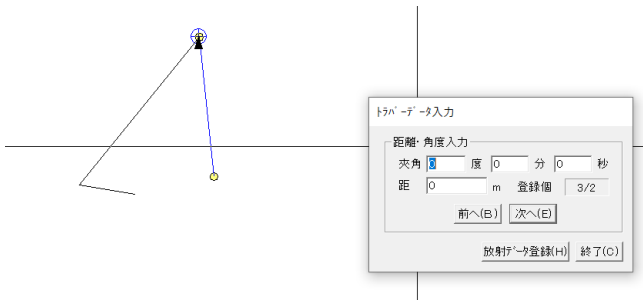 ﾄﾗﾊﾞｰﾃﾞｰﾀ入力
距離・角度入力
夾角 0 度 0 分 0 秒
距 0 m 登録個 3/2
前へ(B) 次へ(E)
放射ﾃﾞｰﾀ登録(H) 終了(C)